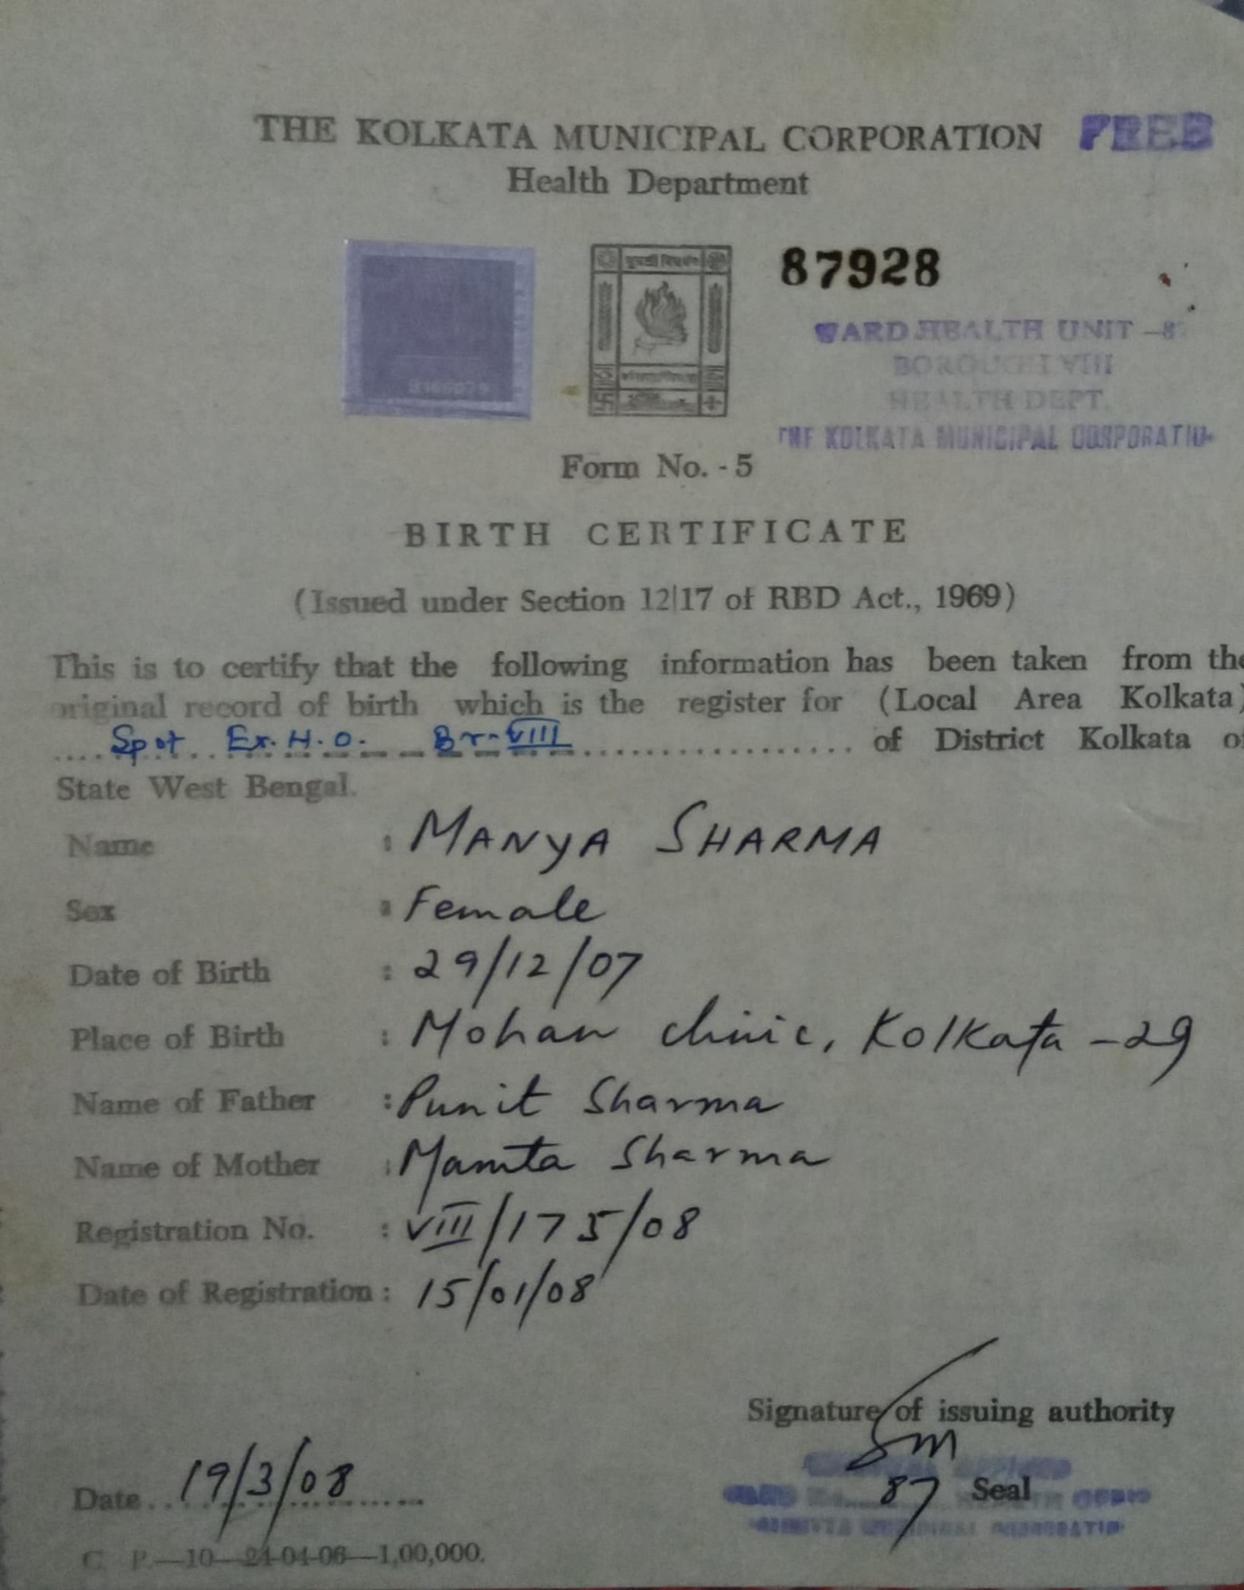 THE KOLKATA MUNICIPAL CORPORATION FREE
Health Department
87928
WARD HEALTH UNIT -8
BOROUGH VIII
HEALTH DEPT.
THE KOLKATA MUNICIPAL CORPORATIO
Form No. - 5
BIRTH CERTIFICATE
(Issued under Section 12|17 of RBD Act., 1969)
This is to certify that the following information has been taken from the
original record of birth which is the register for (Local Area Kolkata)
Spot Ex. H. O. Br-VIII of District Kolkata of
State West Bengal.
Name : MANYA SHARMA
Sex : Female
Date of Birth : 29/12/07
Place of Birth : Mohan clinic, Kolkata -29
Name of Father : Punit Sharma
Name of Mother : Mamta Sharma
Registration No. : VIII/175/08
Date of Registration : 15/01/08
Signature of issuing authority
87 Seal
Date 19/3/08
C. P.—10—24-04-06—1,00,000.